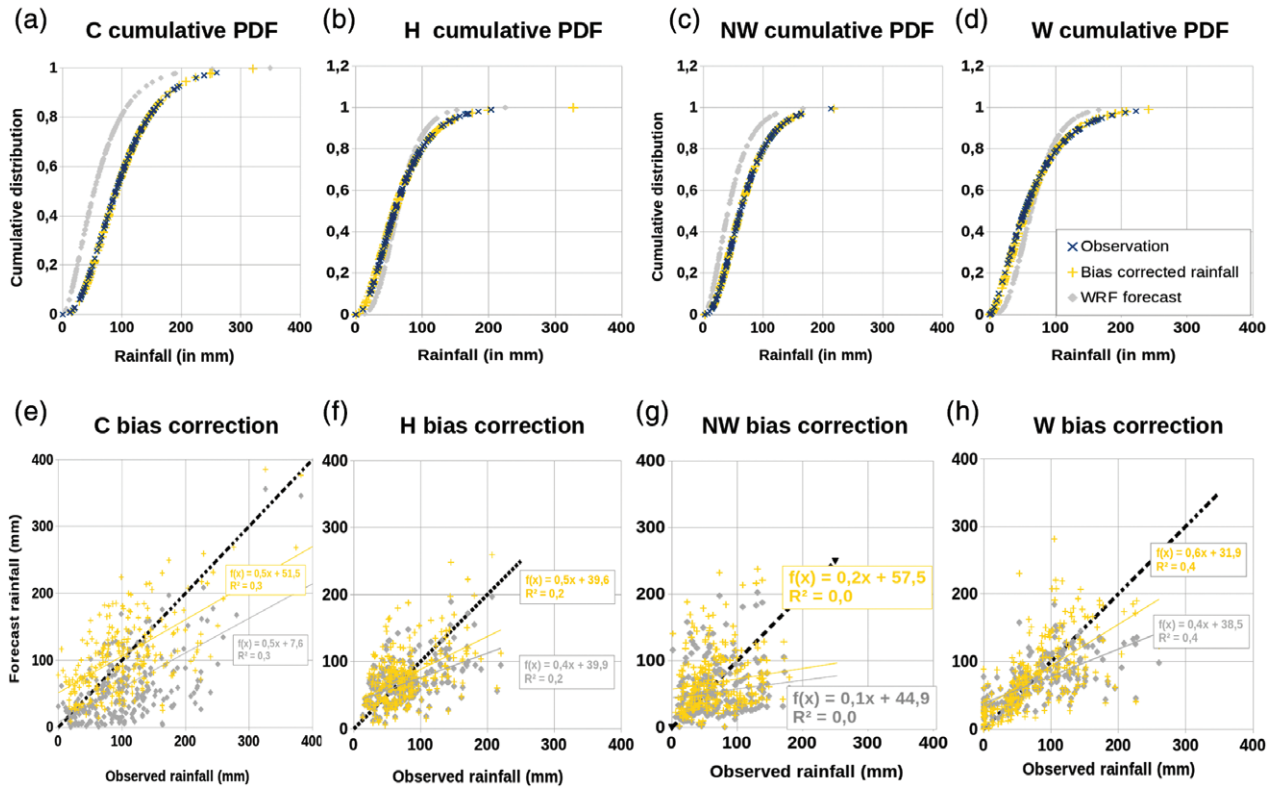 (a) C cumulative PDF
(b) H cumulative PDF
(c) NW cumulative PDF
(d) W cumulative PDF
Cumulative distribution
1
0,8
0,6
0,4
0,2
0
0 100 200 300 400
Rainfall (in mm)
1,2
1
0,8
0,6
0,4
0,2
0
0 100 200 300 400
Rainfall (in mm)
Cumulative distribution
1,2
1
0,8
0,6
0,4
0,2
0
0 100 200 300 400
Rainfall (in mm)
1,2
1
0,8
0,6
0,4
0,2
0
0 100 200 300 400
Rainfall (in mm)
Observation
Bias corrected rainfall
WRF forecast
(e) C bias correction
(f) H bias correction
(g) NW bias correction
(h) W bias correction
Forecast rainfall (mm)
400
300
200
100
0
f(x) = 0,5x + 51,5
R² = 0,3
f(x) = 0,5x + 7,6
R² = 0,3
0 100 200 300 400
Observed rainfall (mm)
400
300
200
100
0
f(x) = 0,5x + 39,6
R² = 0,2
f(x) = 0,4x + 39,9
R² = 0,2
0 100 200 300 400
Observed rainfall (mm)
400
300
200
100
0
f(x) = 0,2x + 57,5
R² = 0,0
f(x) = 0,1x + 44,9
R² = 0,0
0 100 200 300 400
Observed rainfall (mm)
400
300
200
100
0
f(x) = 0,6x + 31,9
R² = 0,4
f(x) = 0,4x + 38,5
R² = 0,4
0 100 200 300 400
Observed rainfall (mm)